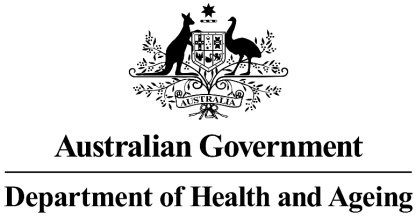 AUSTRALIA
Australian Government
Department of Health and Ageing